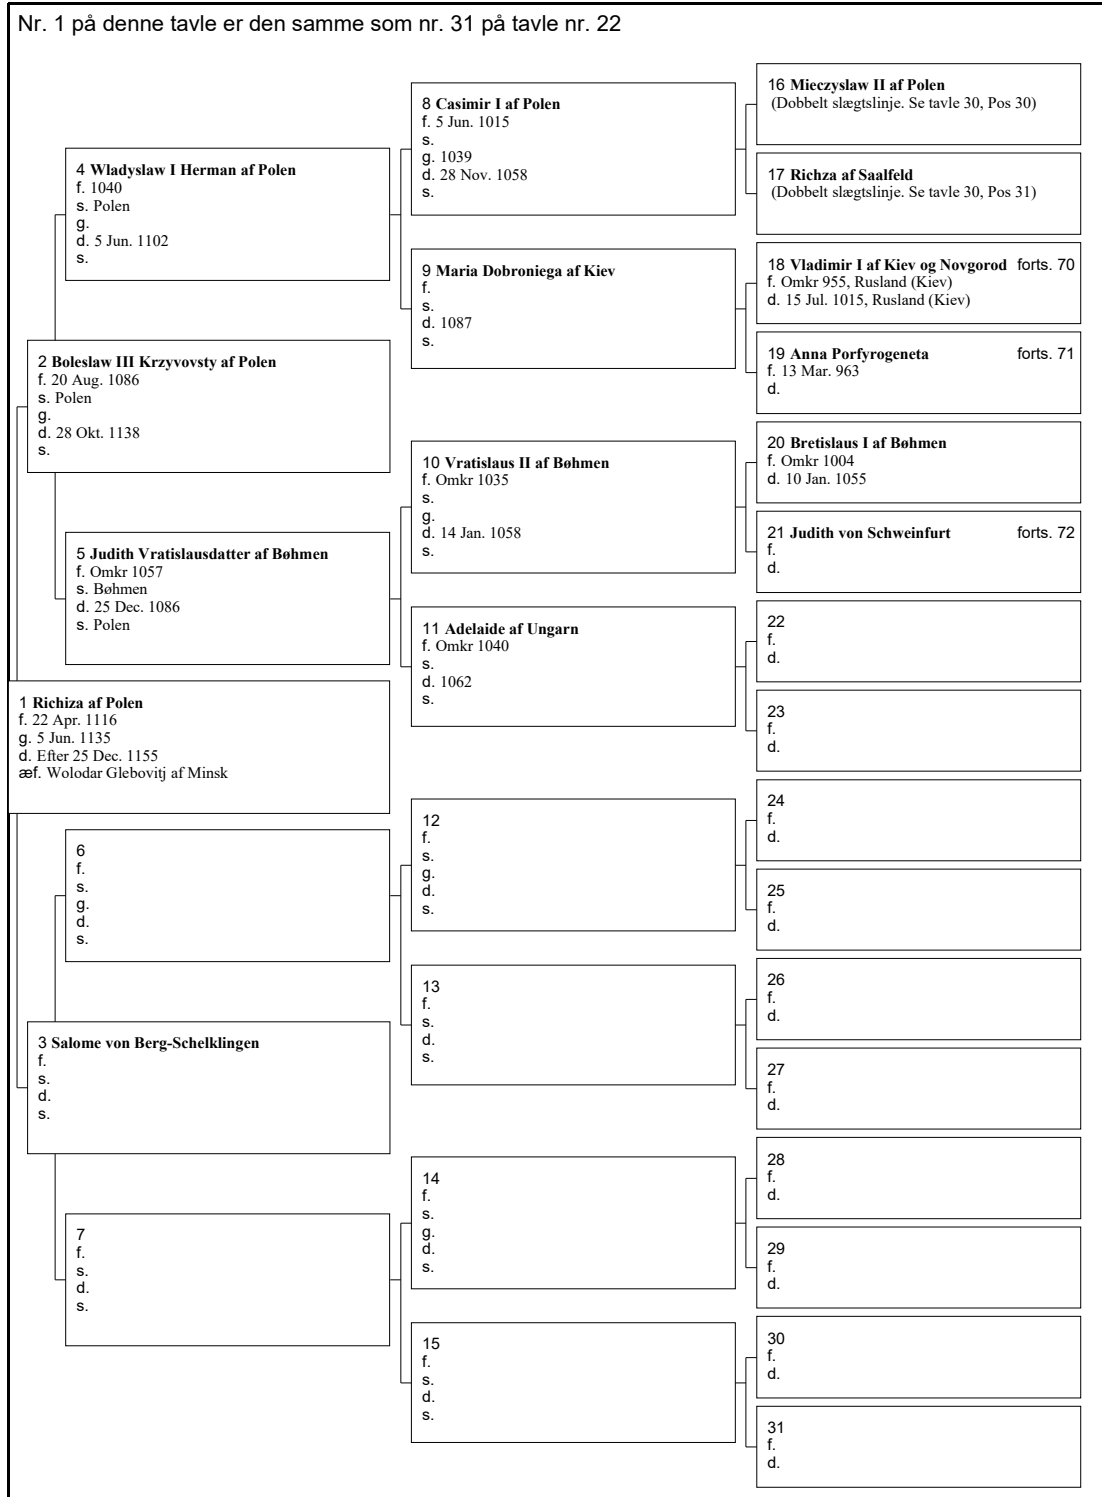 Nr. 1 på denne tavle er den samme som nr. 31 på tavle nr. 22
16 Mieczyslaw II af Polen
(Dobbelt slægtslinje. Se tavle 30, Pos 30)
8 Casimir I af Polen
f. 5 Jun. 1015
s.
g. 1039
d. 28 Nov. 1058
s.
17 Richza af Saalfeld
(Dobbelt slægtslinje. Se tavle 30, Pos 31)
4 Wladyslaw I Herman af Polen
f. 1040
s. Polen
g.
d. 5 Jun. 1102
s.
18 Vladimir I af Kiev og Novgorod forts. 70
f. Omkr 955, Rusland (Kiev)
d. 15 Jul. 1015, Rusland (Kiev)
9 Maria Dobroniega af Kiev
f.
s.
d. 1087
s.
19 Anna Porfyrogeneta forts. 71
f. 13 Mar. 963
d.
2 Boleslaw III Krzyvovsty af Polen
f. 20 Aug. 1086
s. Polen
g.
d. 28 Okt. 1138
s.
20 Bretislaus I af Bøhmen
f. Omkr 1004
d. 10 Jan. 1055
10 Vratislaus II af Bøhmen
f. Omkr 1035
s.
g.
d. 14 Jan. 1058
s.
21 Judith von Schweinfurt forts. 72
f.
d.
5 Judith Vratislausdatter af Bøhmen
f. Omkr 1057
s. Bøhmen
d. 25 Dec. 1086
s. Polen
11 Adelaide af Ungarn
f. Omkr 1040
s.
d. 1062
s.
22
f.
d.
23
f.
d.
1 Richiza af Polen
f. 22 Apr. 1116
g. 5 Jun. 1135
d. Efter 25 Dec. 1155
æf. Wolodar Glebovitj af Minsk
24
f.
d.
12
f.
s.
g.
d.
s.
25
f.
d.
6
f.
s.
g.
d.
s.
26
f.
d.
13
f.
s.
d.
s.
27
f.
d.
3 Salome von Berg-Schelklingen
f.
s.
d.
s.
28
f.
d.
14
f.
s.
g.
d.
s.
29
f.
d.
7
f.
s.
d.
s.
30
f.
d.
15
f.
s.
d.
s.
31
f.
d.